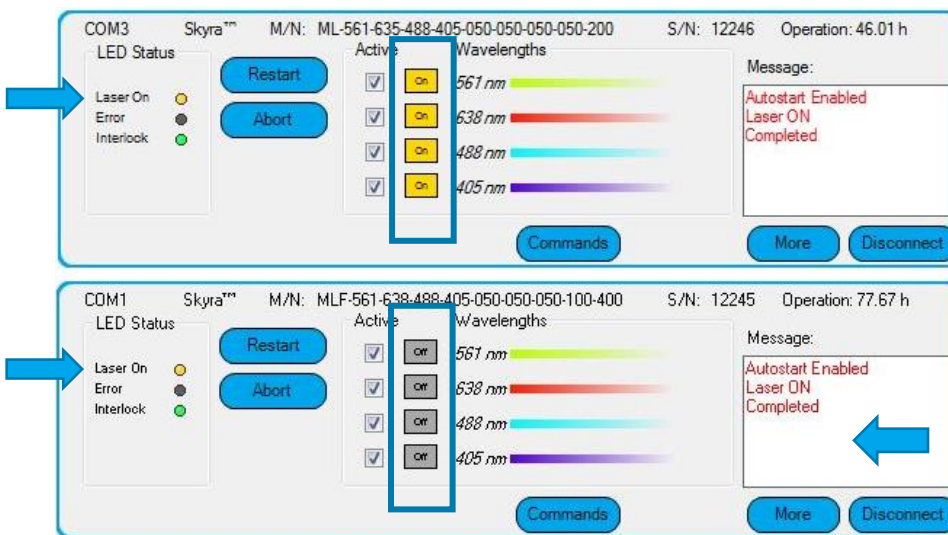 COM3 Skyra™ M/N: ML-561-635-488-405-050-050-050-050-200 S/N: 12246 Operation: 46.01 h
LED Status Active Wavelengths
Restart Message:
On 561 nm
Laser On Autostart Enabled
Error Abort On 638 nm Laser ON
Interlock Completed
On 488 nm
On 405 nm
Commands More Disconnect
COM1 Skyra™ M/N: MLF-561-638-488-405-050-050-050-100-400 S/N: 12245 Operation: 77.67 h
LED Status Active Wavelengths
Restart Message:
Off 561 nm
Laser On Autostart Enabled
Error Abort Off 638 nm Laser ON
Interlock Completed
Off 488 nm
Off 405 nm
Commands More Disconnect